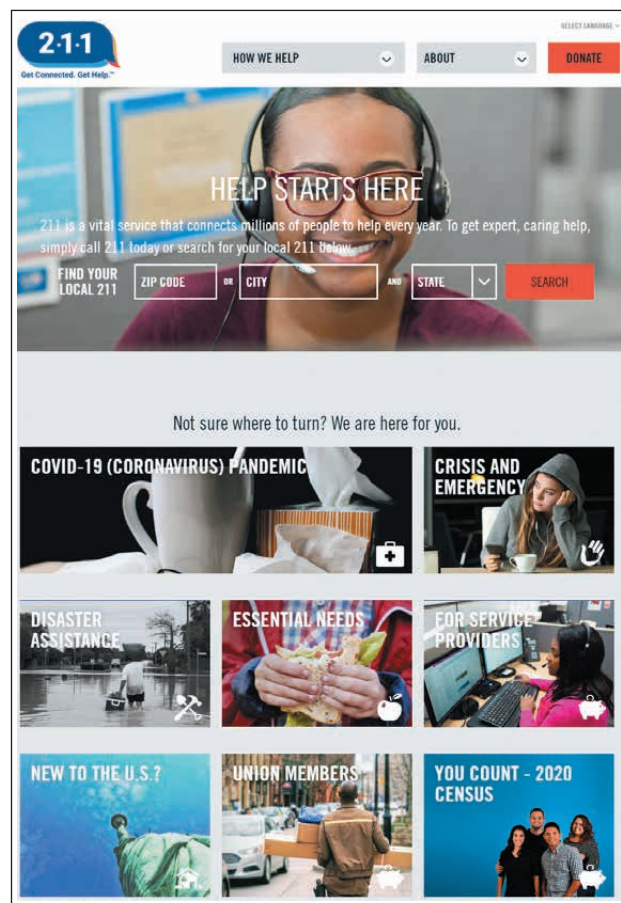 SELECT LANGUAGE
2·1·1
Get Connected. Get Help.™
HOW WE HELP
ABOUT
DONATE
HELP STARTS HERE
211 is a vital service that connects millions of people to help every year. To get expert, caring help,
simply call 211 today or search for your local 211 below.
FIND YOUR
LOCAL 211
ZIP CODE
OR
CITY
AND
STATE
SEARCH
Not sure where to turn? We are here for you.
COVID-19 (CORONAVIRUS) PANDEMIC
CRISIS AND
EMERGENCY
DISASTER
ASSISTANCE
ESSENTIAL NEEDS
FOR SERVICE
PROVIDERS
NEW TO THE U.S.?
UNION MEMBERS
YOU COUNT - 2020
CENSUS